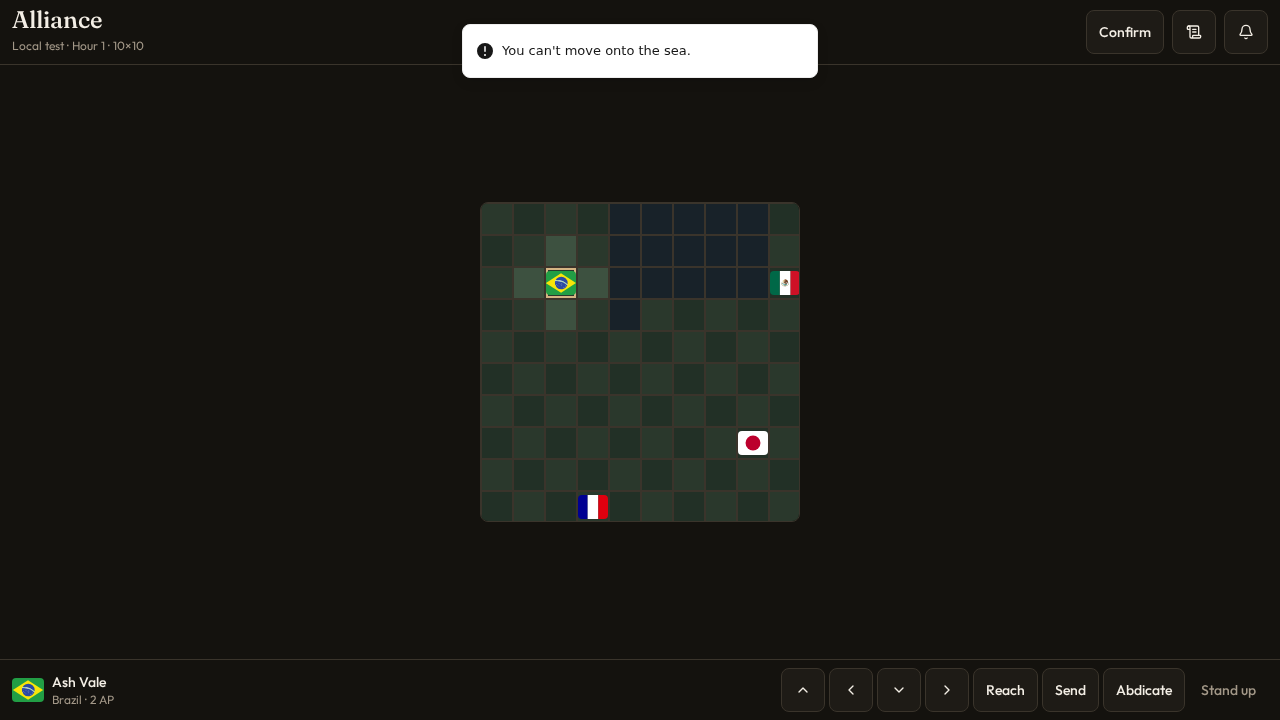 Alliance
Local test · Hour 1 · 10×10
You can't move onto the sea.
Confirm
Ash Vale
Brazil · 2 AP
Reach
Send
Abdicate
Stand up